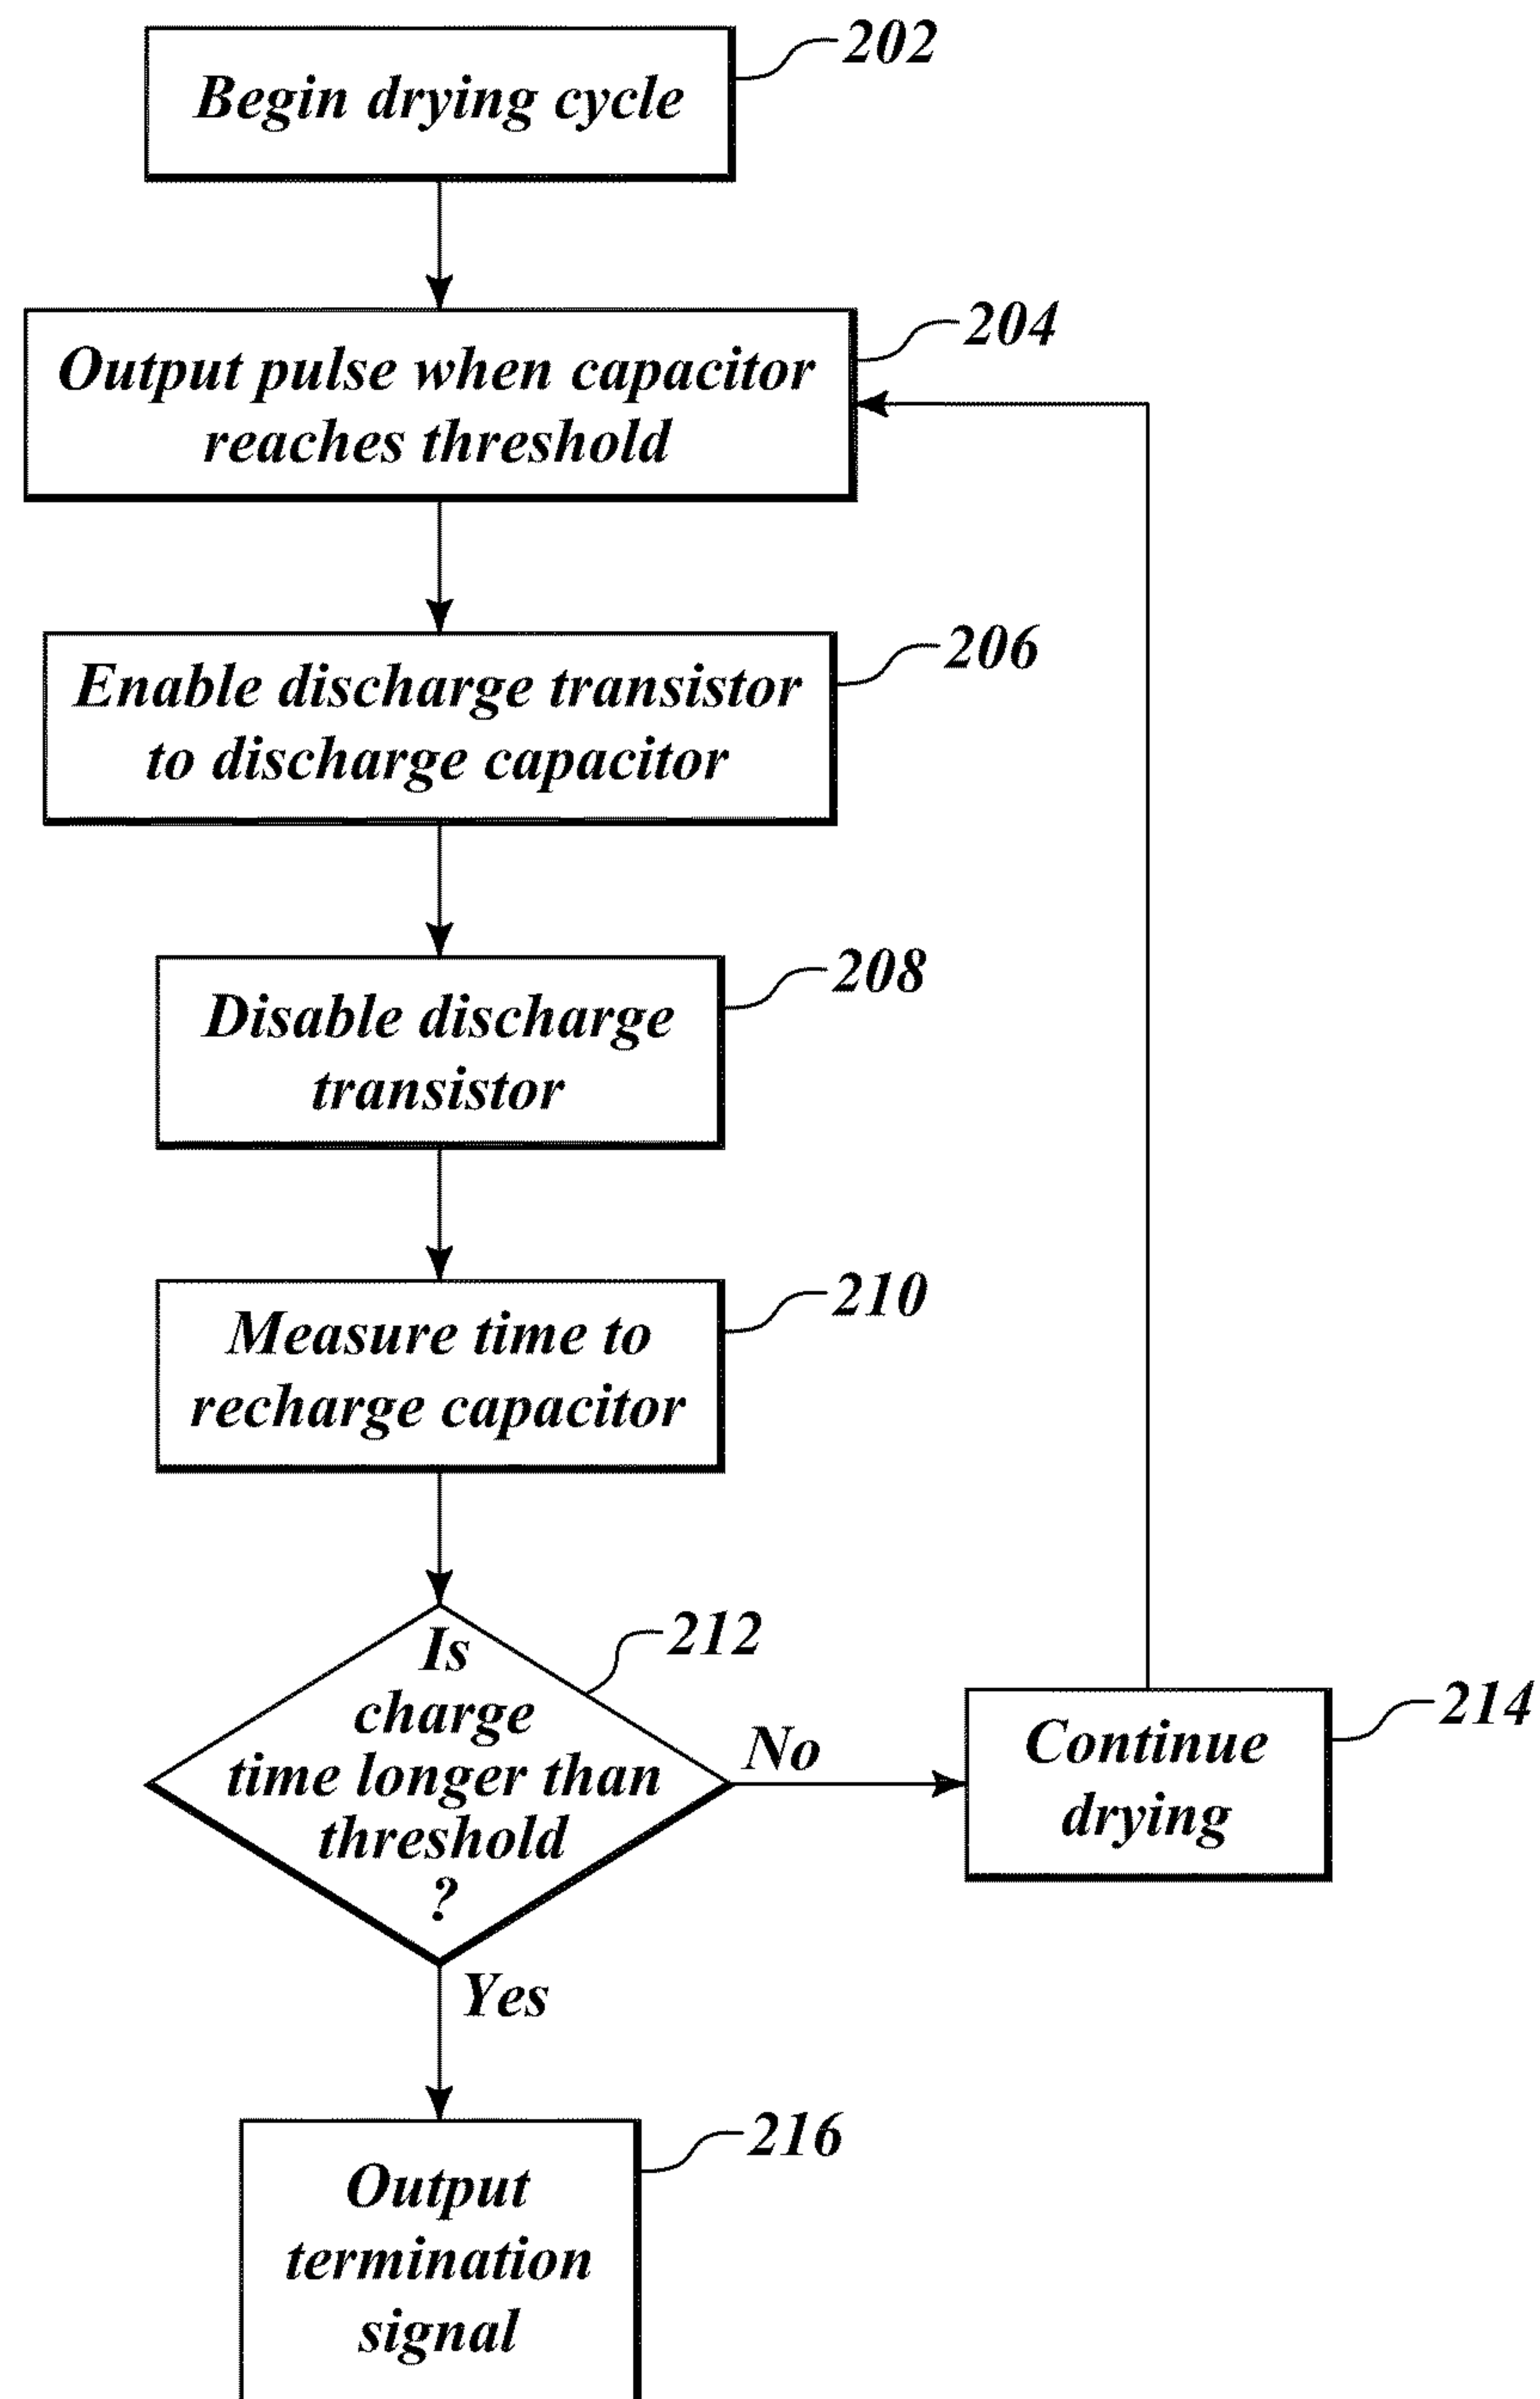 Begin drying cycle
202
Output pulse when capacitor
reaches threshold
204
Enable discharge transistor
to discharge capacitor
206
Disable discharge
transistor
208
Measure time to
recharge capacitor
210
Is
charge
time longer than
threshold
?
212
No
Continue
drying
214
Yes
Output
termination
signal
216